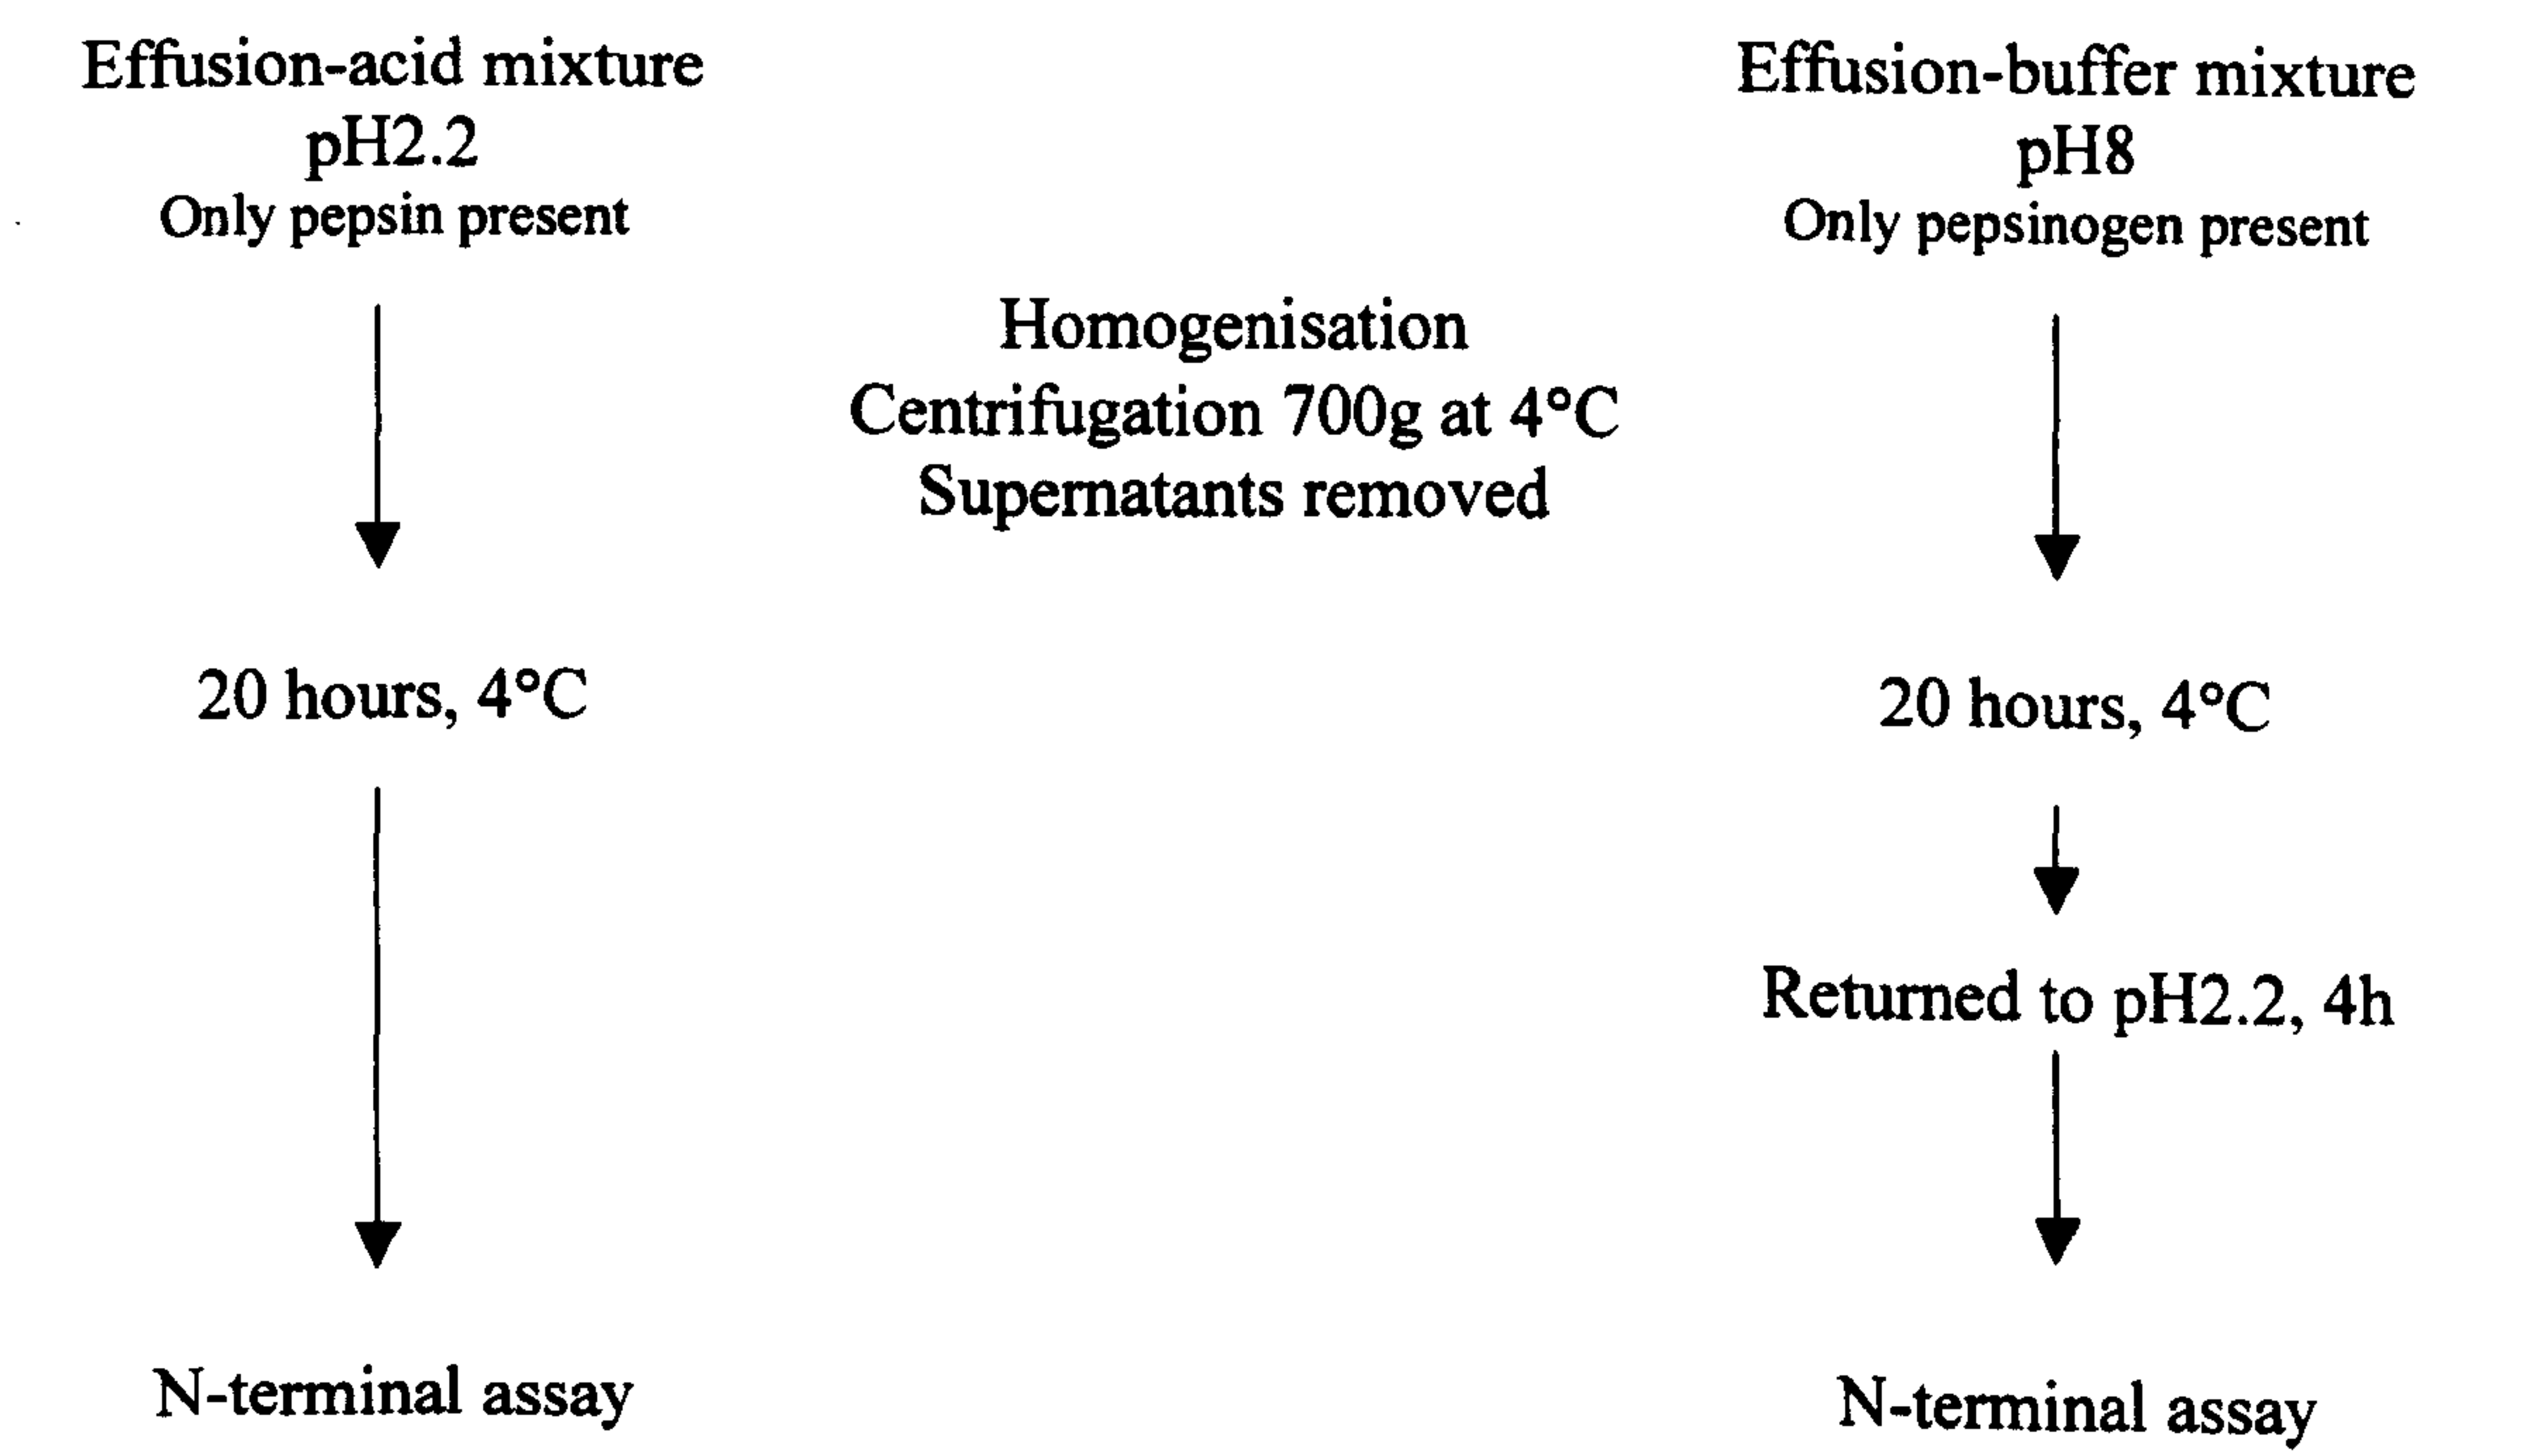 Effusion-acid mixture
pH2.2
Only pepsin present
Effusion-buffer mixture
pH8
Only pepsinogen present
Homogenisation
Centrifugation 700g at 4°C
Supernatants removed
20 hours, 4°C
20 hours, 4°C
Returned to pH2.2, 4h
N-terminal assay
N-terminal assay